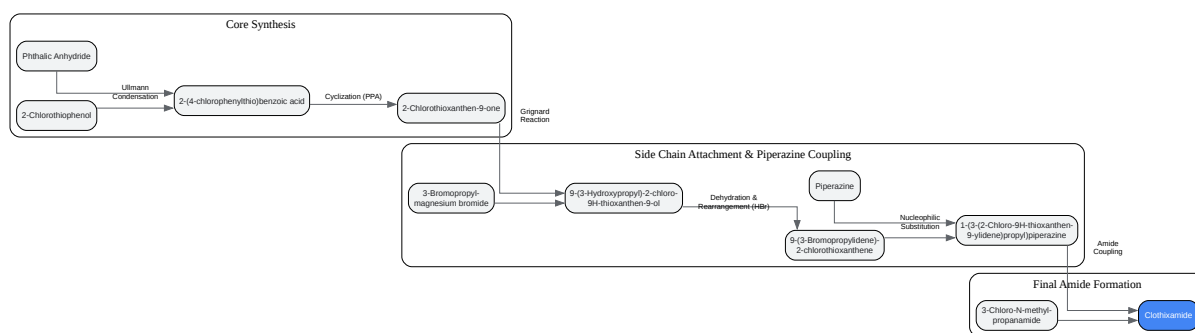 Core Synthesis
Phthalic Anhydride
Ullmann
Condensation
2-Chlorothiophenol
2-(4-chlorophenylthio)benzoic acid
Cyclization (PPA)
2-Chlorothioxanthen-9-one
Grignard
Reaction
Side Chain Attachment & Piperazine Coupling
3-Bromopropyl-
magnesium bromide
9-(3-Hydroxypropyl)-2-chloro-
9H-thioxanthen-9-ol
Dehydration &
Rearrangement (HBr)
Piperazine
9-(3-Bromopropylidene)-
2-chlorothioxanthene
Nucleophilic
Substitution
1-(3-(2-Chloro-9H-thioxanthen-
9-ylidene)propyl)piperazine
Amide
Coupling
Final Amide Formation
3-Chloro-N-methyl-
propanamide
Clothixamide